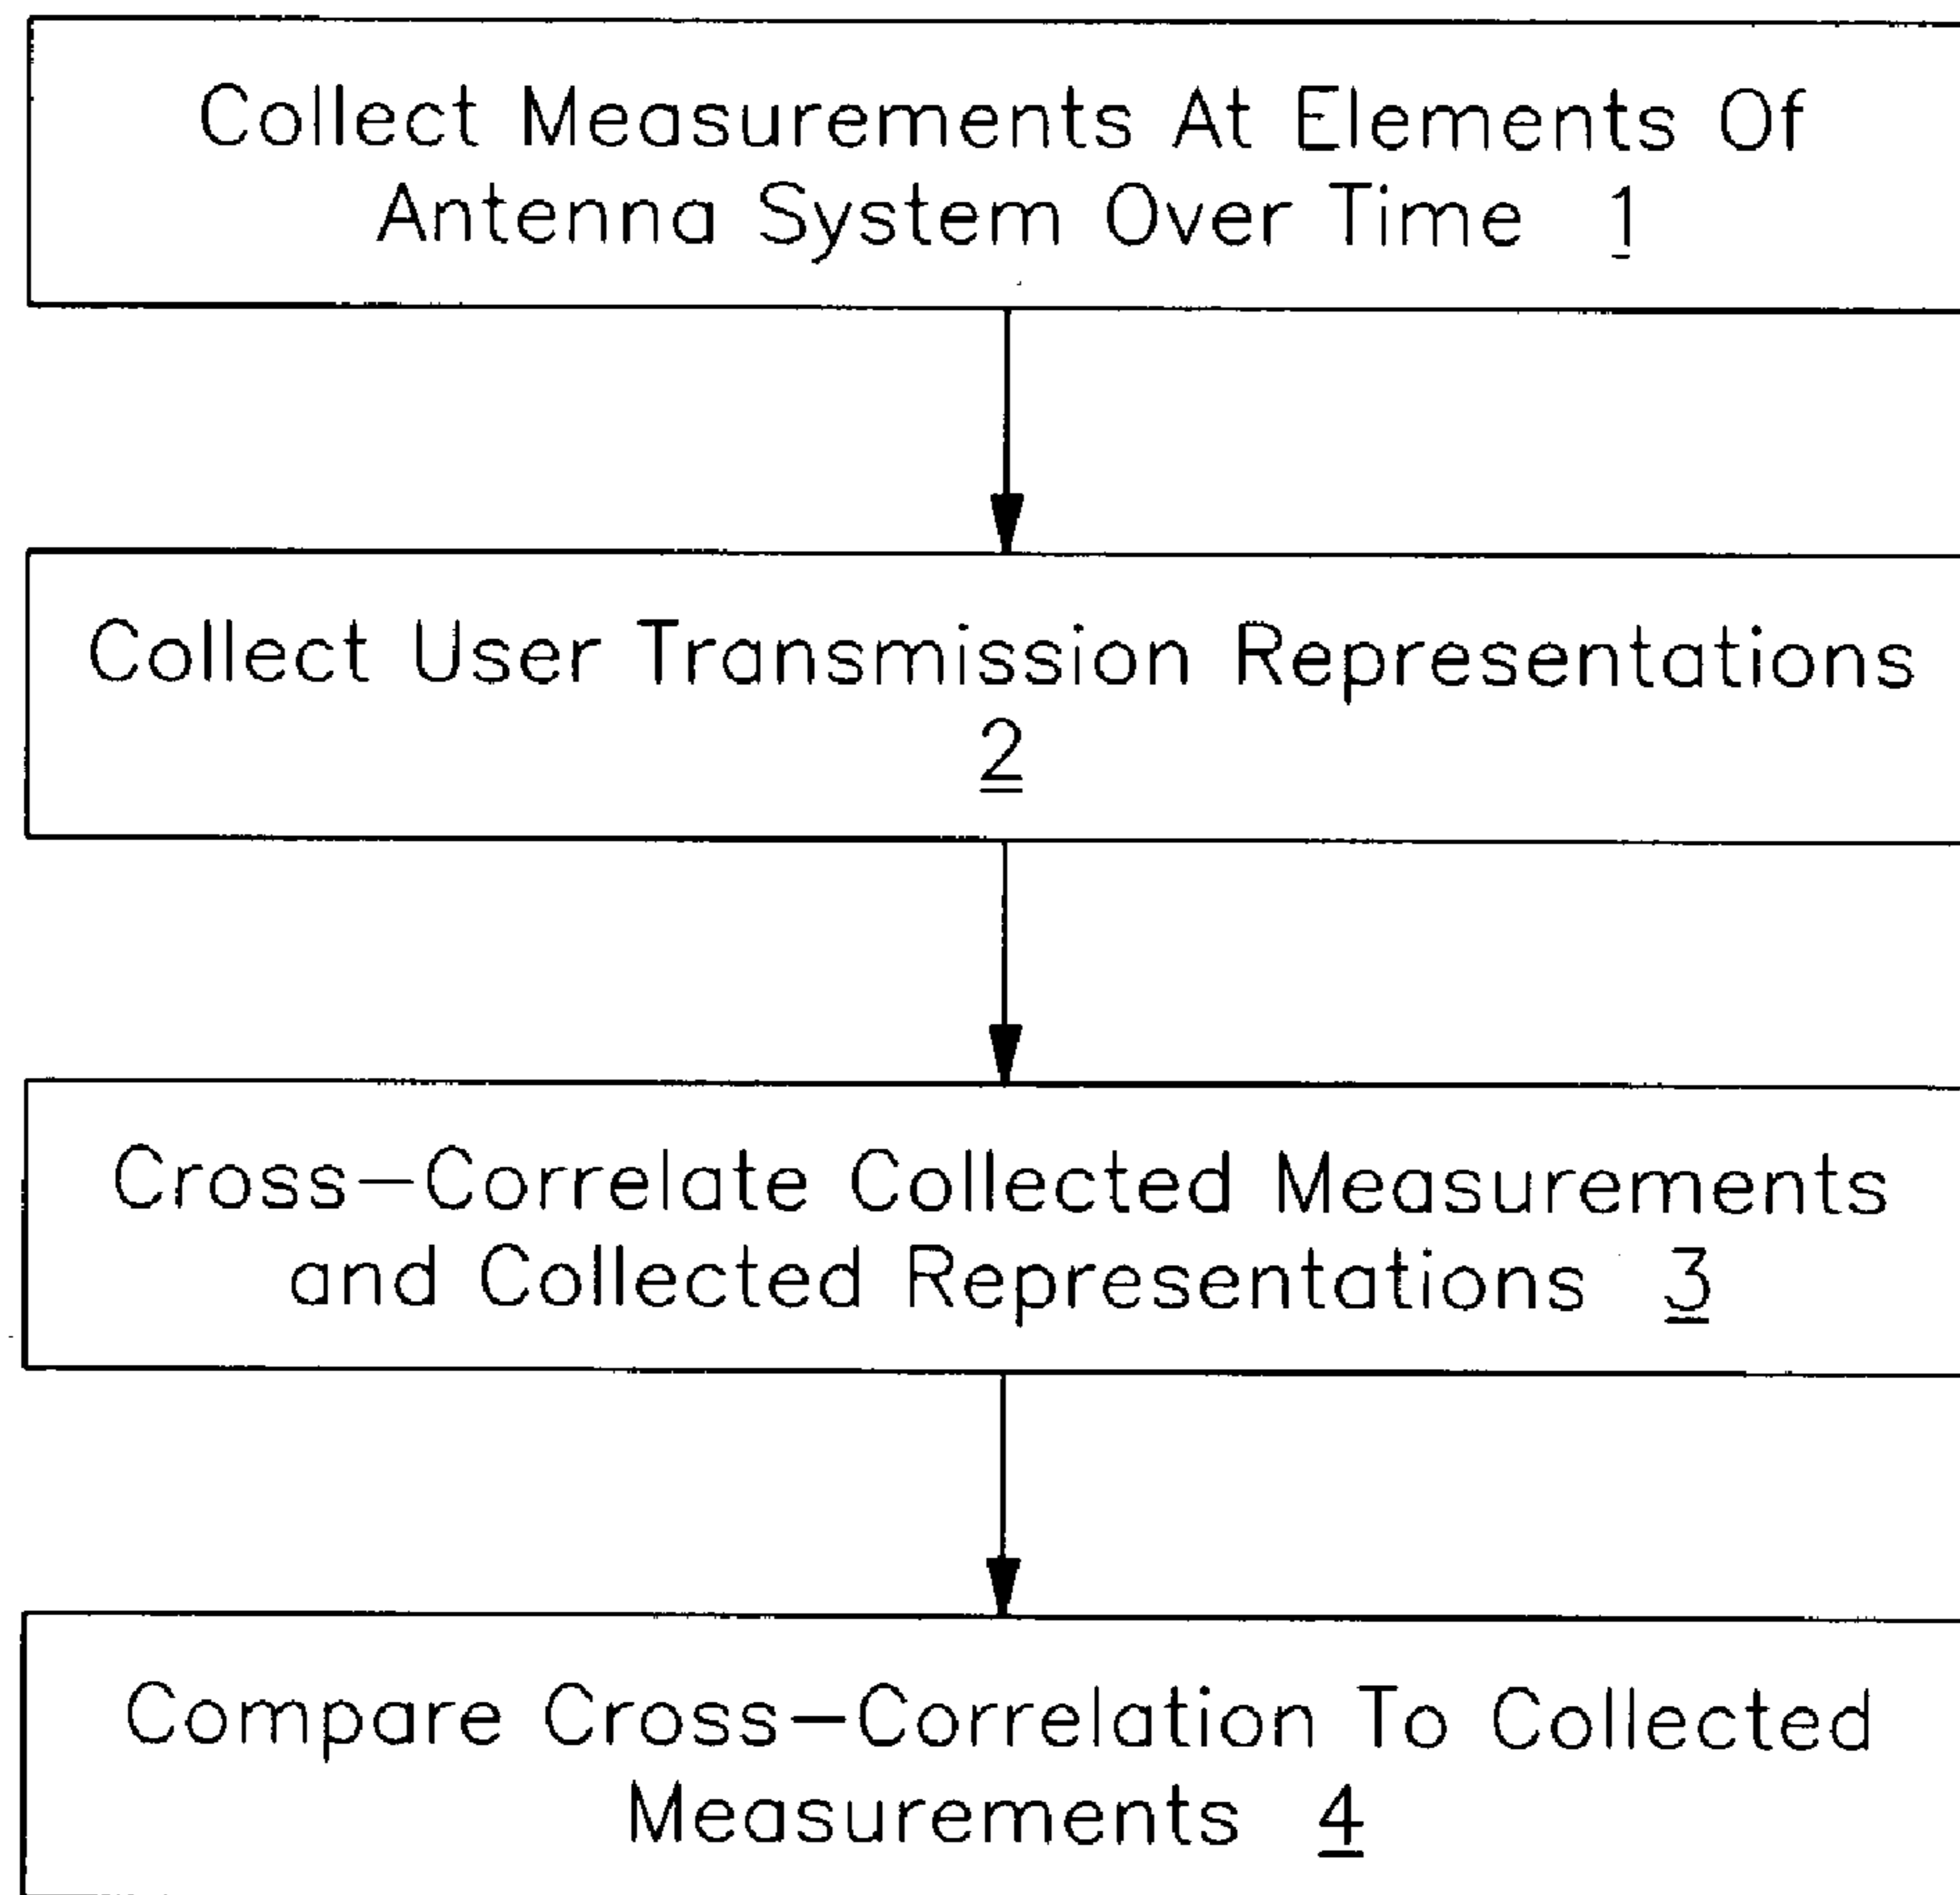 Collect Measurements At Elements Of
Antenna System Over Time 1
Collect User Transmission Representations
2
Cross-Correlate Collected Measurements
and Collected Representations 3
Compare Cross-Correlation To Collected
Measurements 4